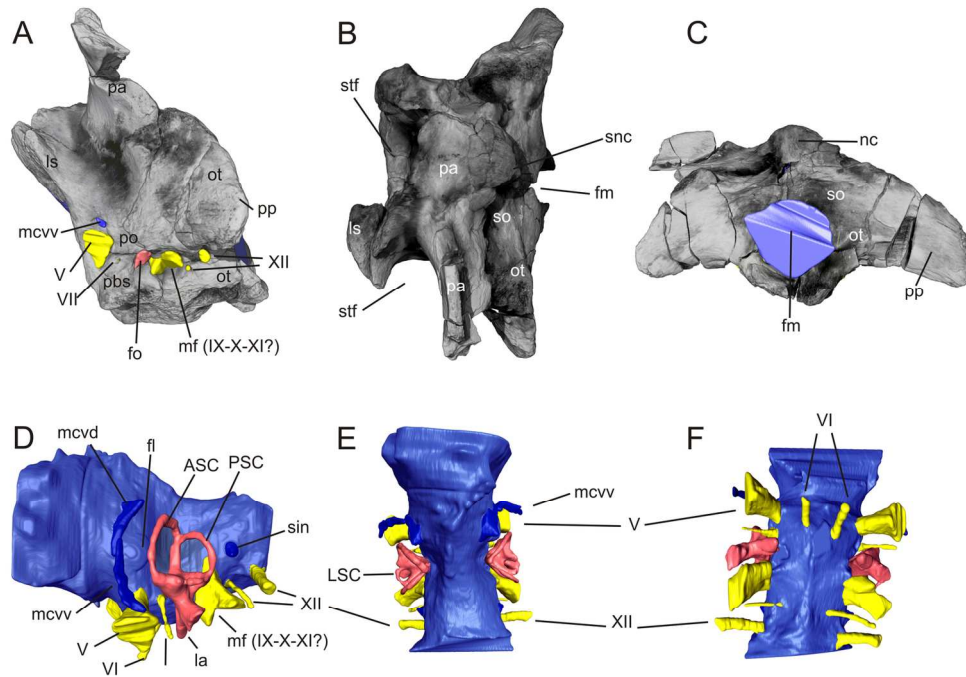 A
B
C
pa
ls
ot
pp
mcvv
po
V
XII
VII
pbs
ot
fo
mf (IX-X-XI?)
stf
snc
pa
fm
so
ls
ot
pa
stf
nc
so
ot
pp
fm
D
E
F
mcvd
fl
ASC
PSC
sin
mcvv
V
VI
la
XII
mf (IX-X-XI?)
mcvv
V
LSC
XII
VI